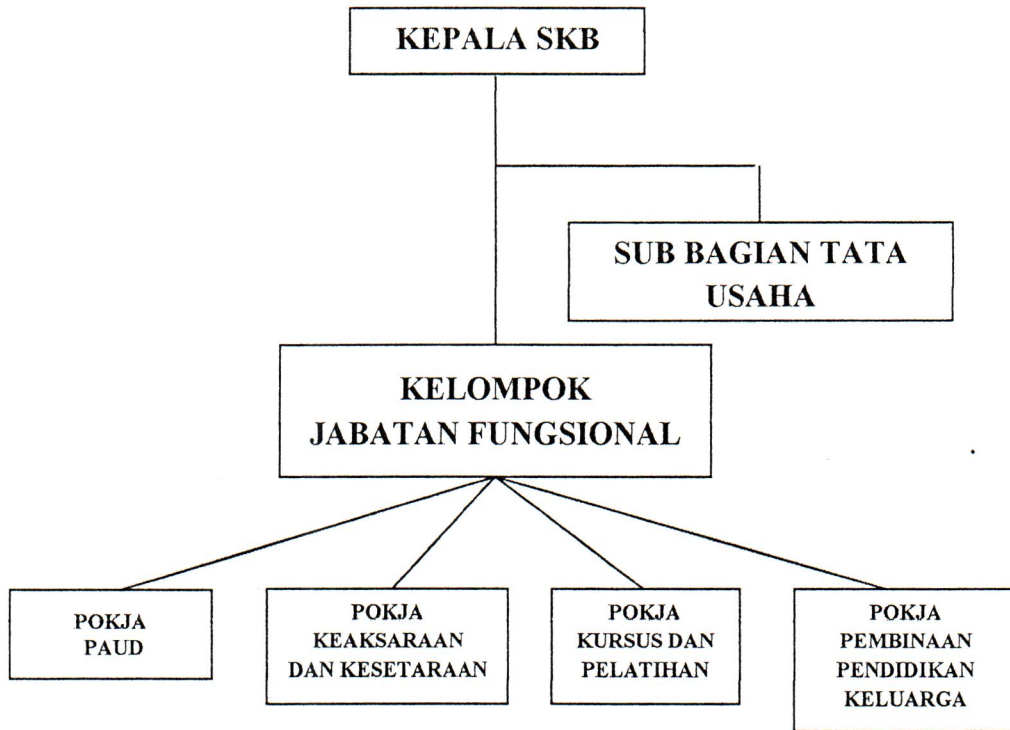 KEPALA SKB
SUB BAGIAN TATA
USAHA
KELOMPOK
JABATAN FUNGSIONAL
POKJA
PAUD
POKJA
KEAKSARAAN
DAN KESETARAAN
POKJA
KURSUS DAN
PELATIHAN
POKJA
PEMBINAAN
PENDIDIKAN
KELUARGA